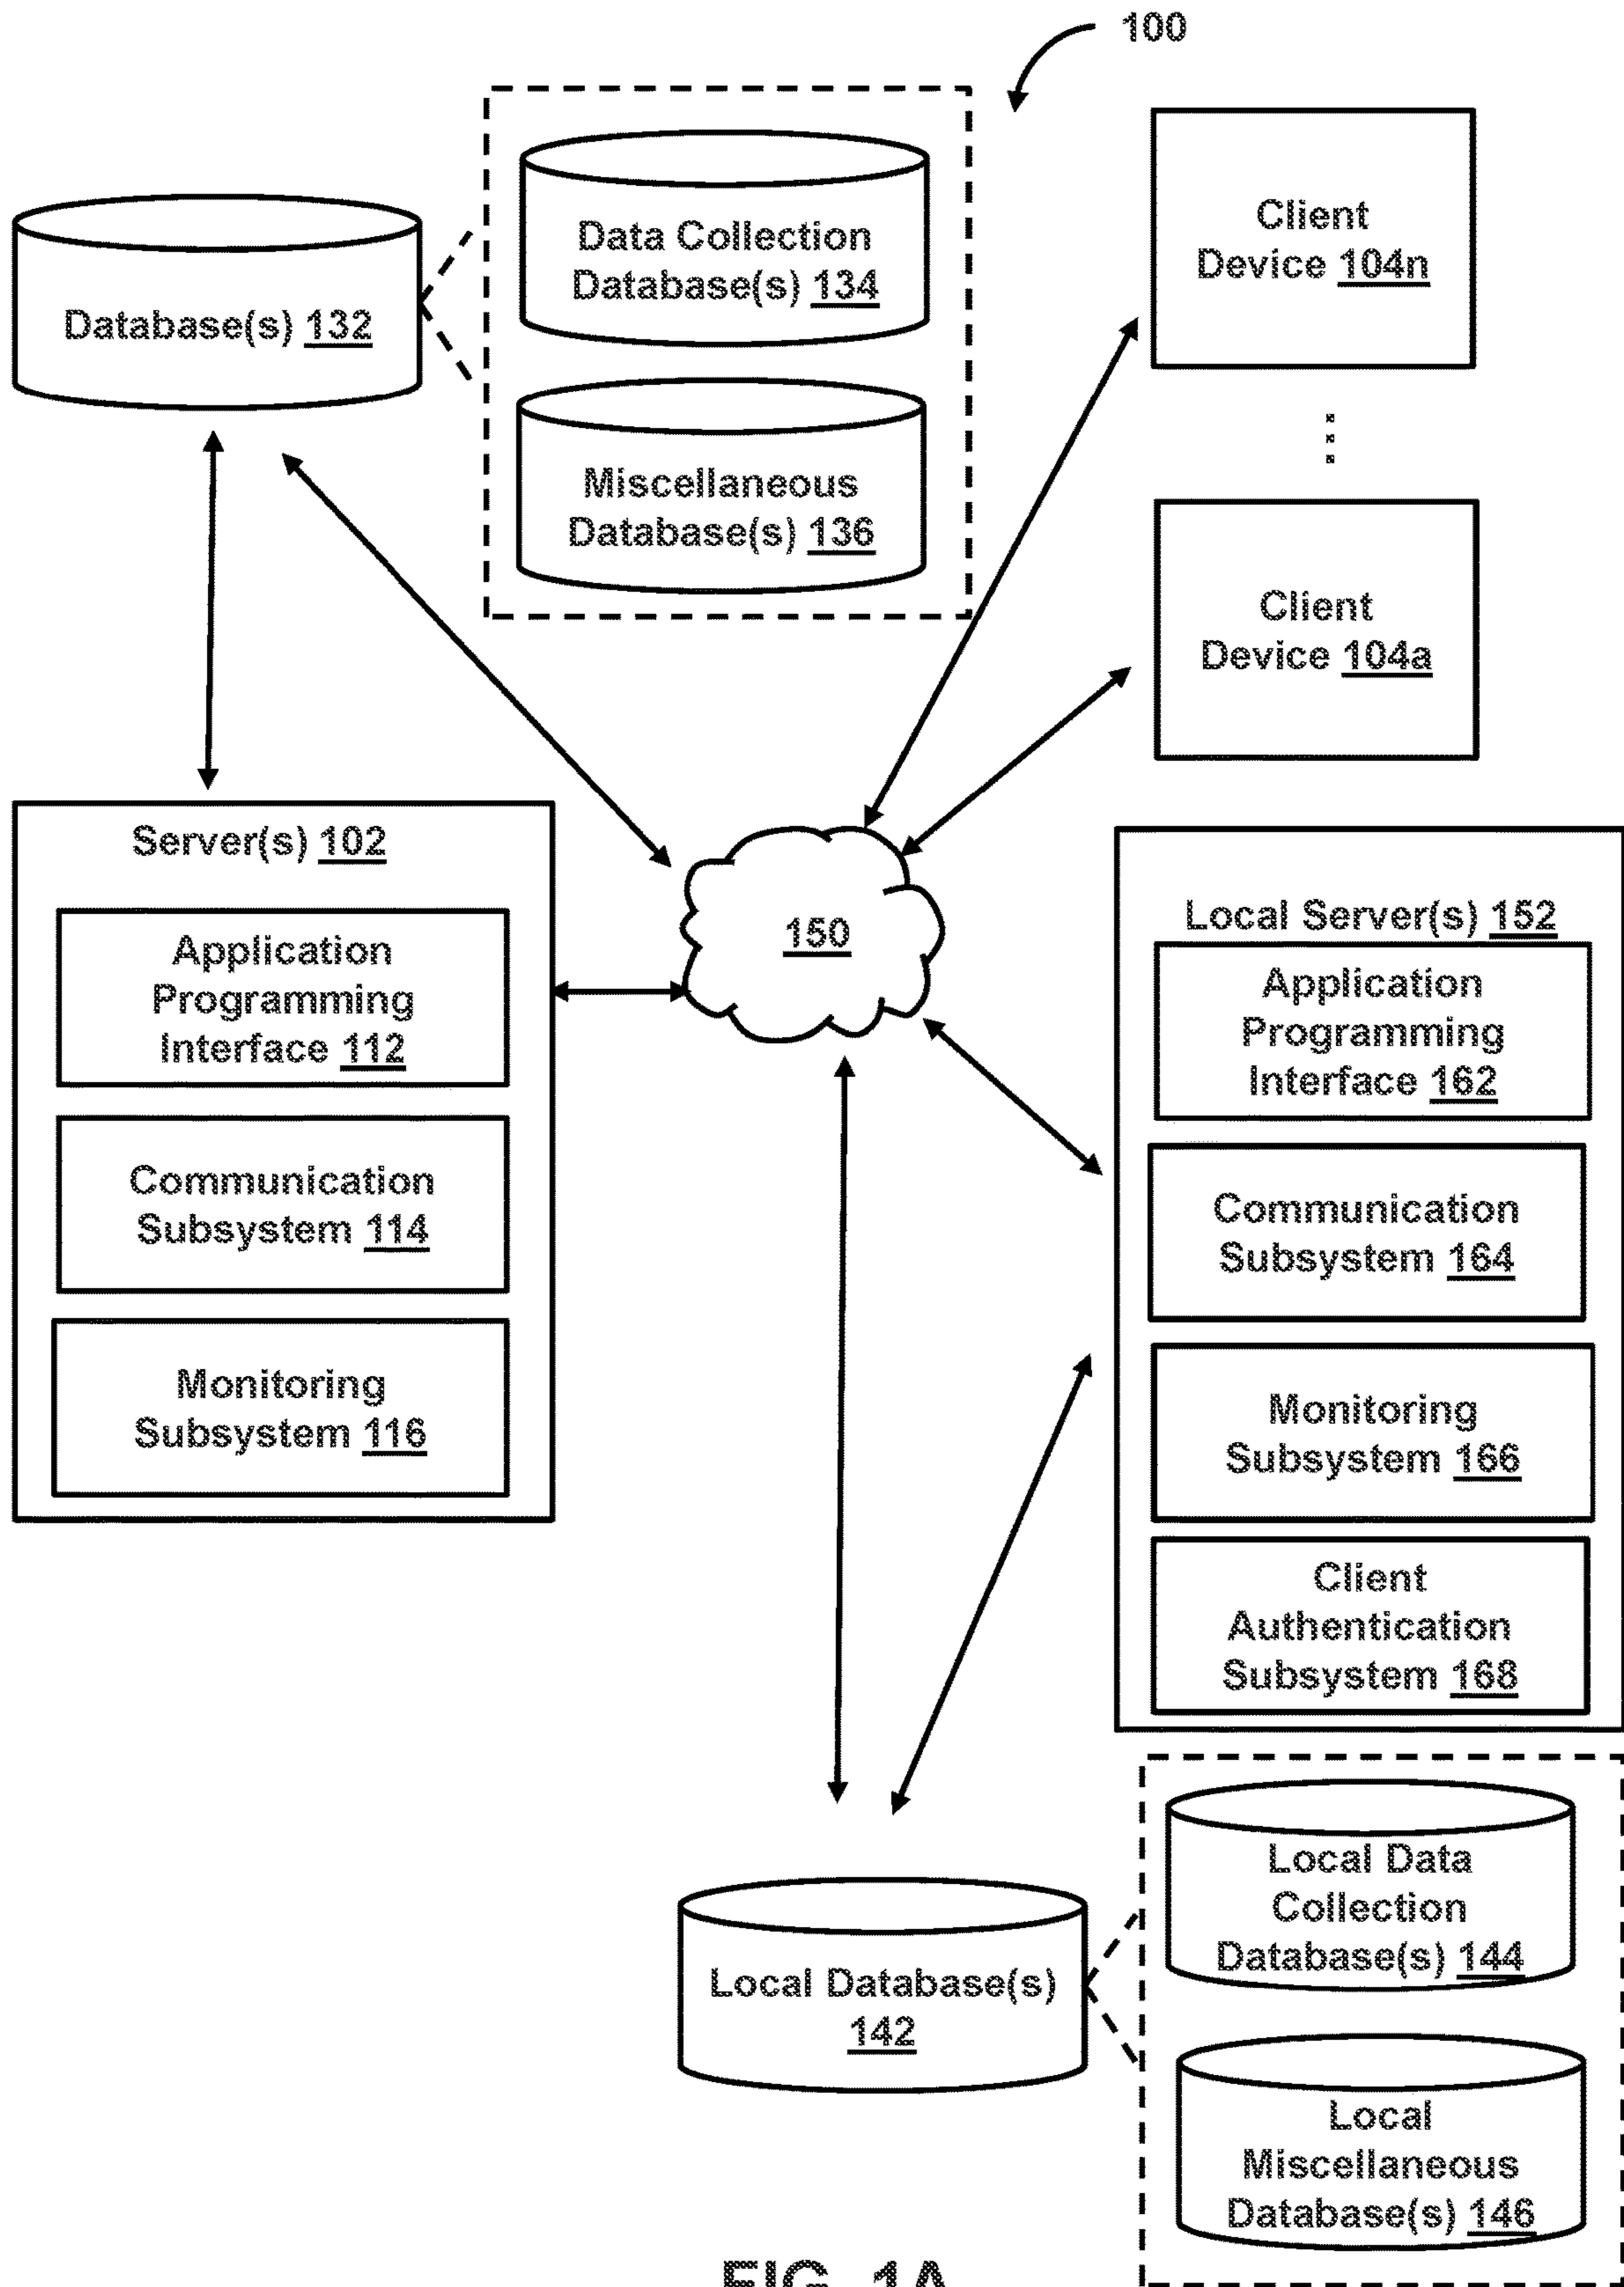 100
Data Collection
Database(s) 134
Database(s) 132
Miscellaneous
Database(s) 136
Client
Device 104n
Client
Device 104a
Server(s) 102
Application
Programming
Interface 112
Communication
Subsystem 114
Monitoring
Subsystem 116
150
Local Server(s) 152
Application
Programming
Interface 162
Communication
Subsystem 164
Monitoring
Subsystem 166
Client
Authentication
Subsystem 168
Local Database(s)
142
Local Data
Collection
Database(s) 144
Local
Miscellaneous
Database(s) 146
FIG. 1A